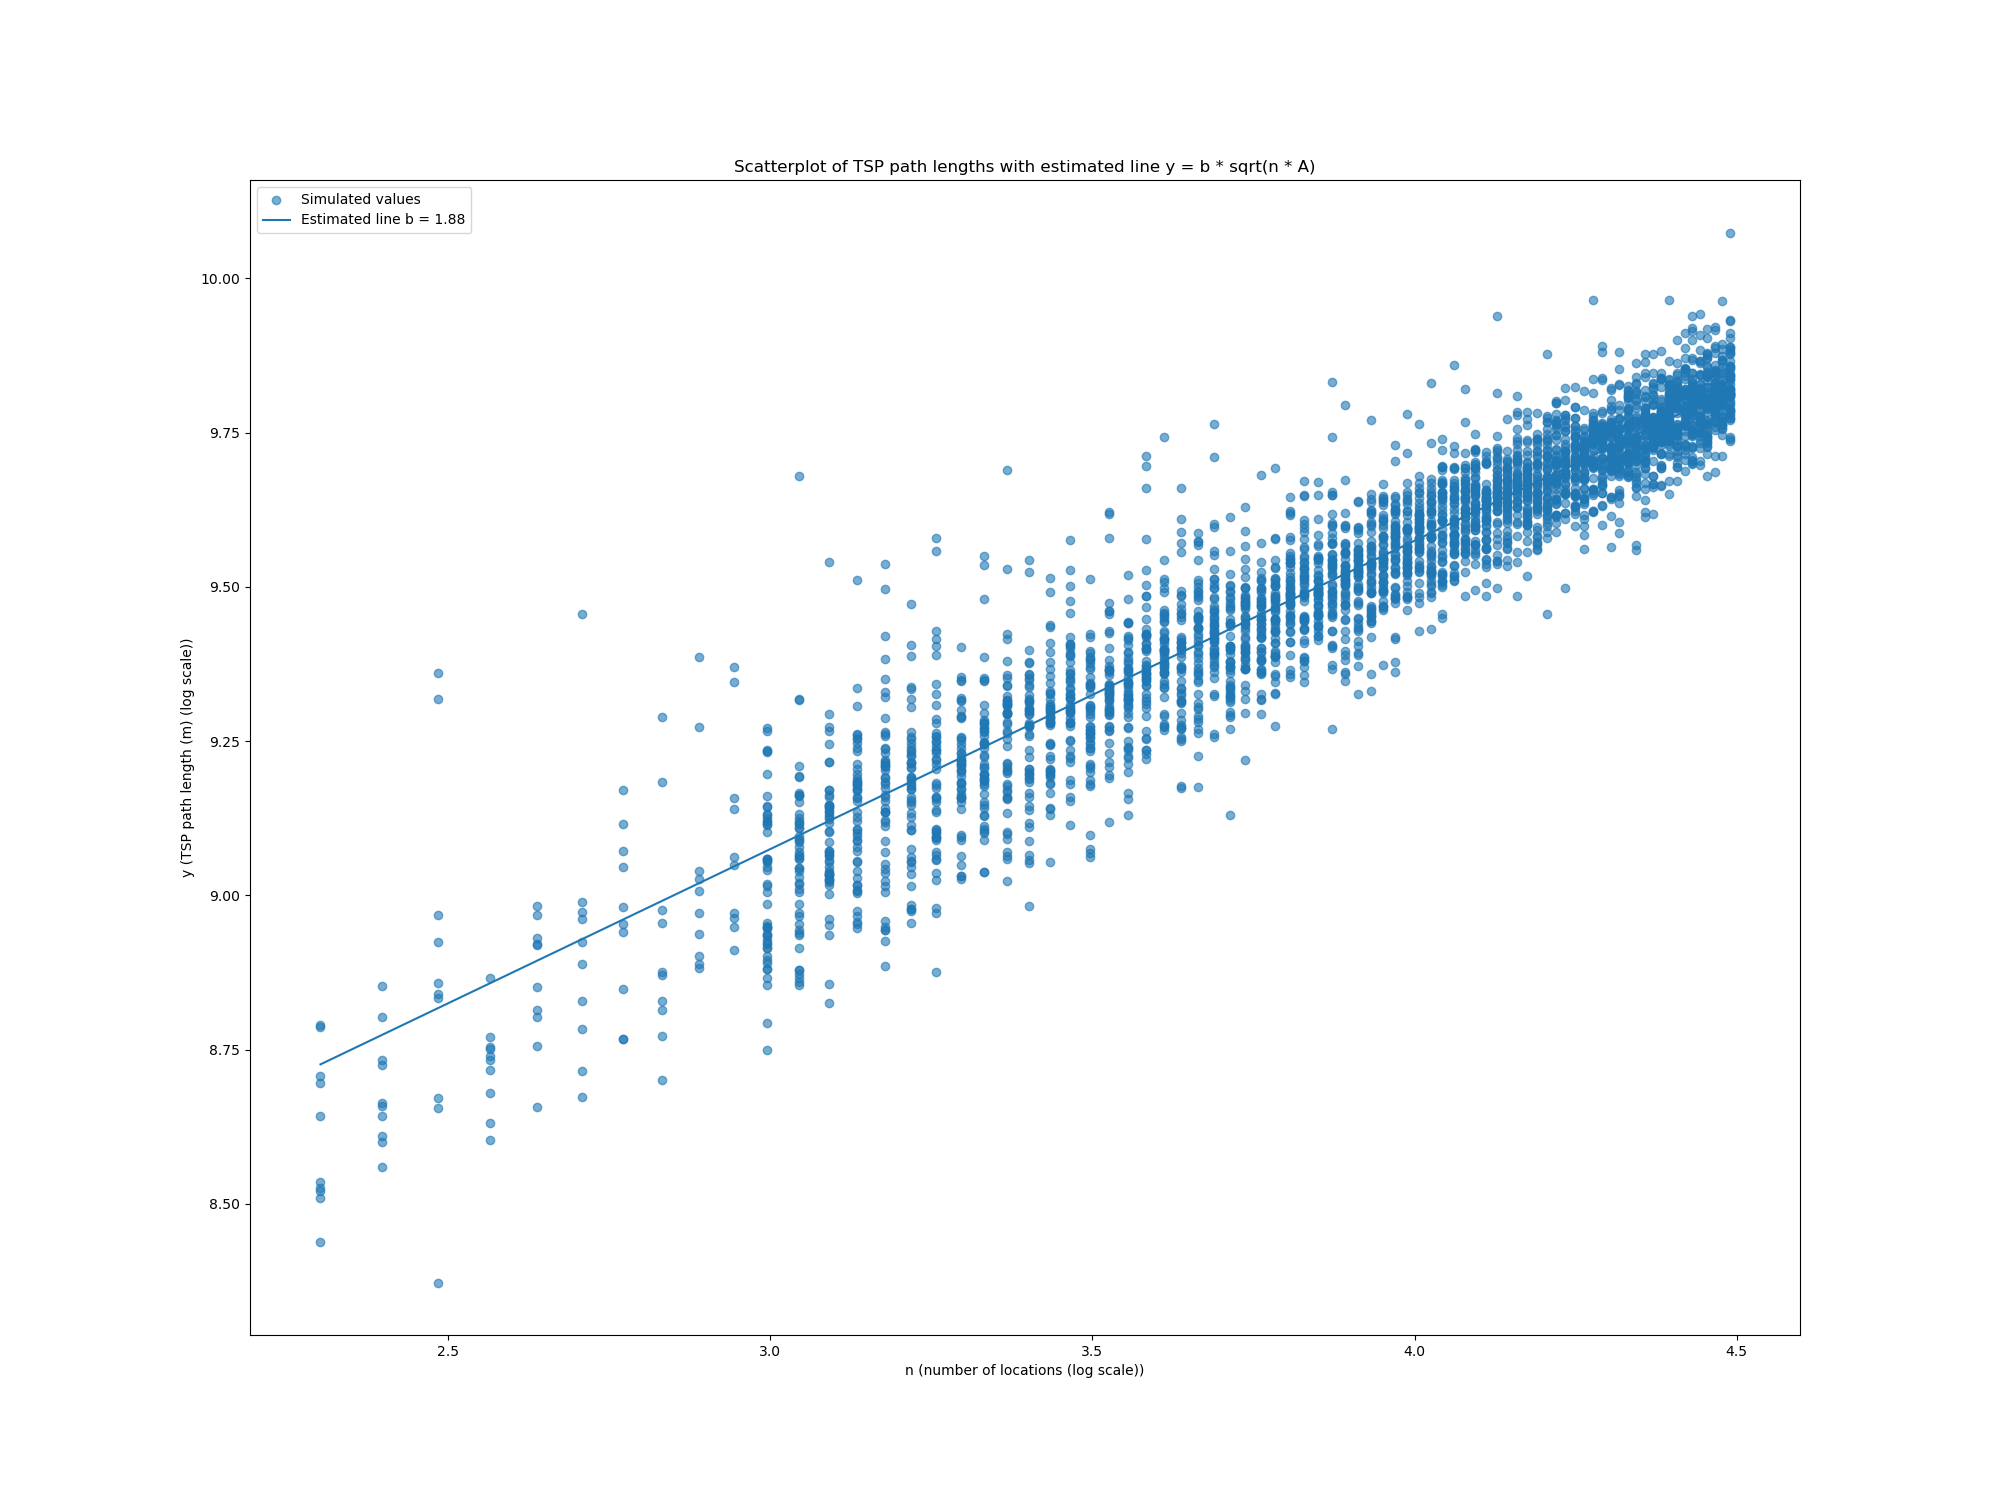 Scatterplot of TSP path lengths with estimated line y = b * sqrt(n * A)
Simulated values
Estimated line b = 1.88
10.00
9.75
9.50
9.25
9.00
8.75
8.50
y (TSP path length (m) (log scale))
2.5
3.0
3.5
4.0
4.5
n (number of locations (log scale))